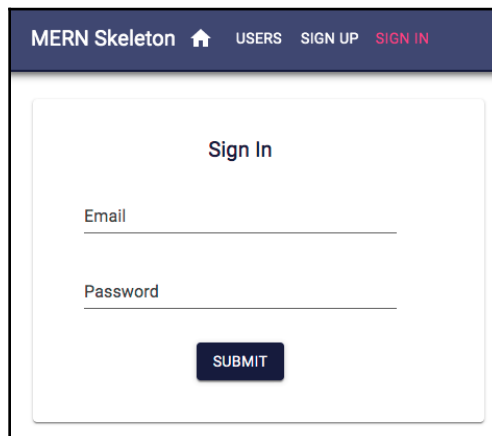 MERN Skeleton USERS SIGN UP SIGN IN
Sign In
Email
Password
SUBMIT